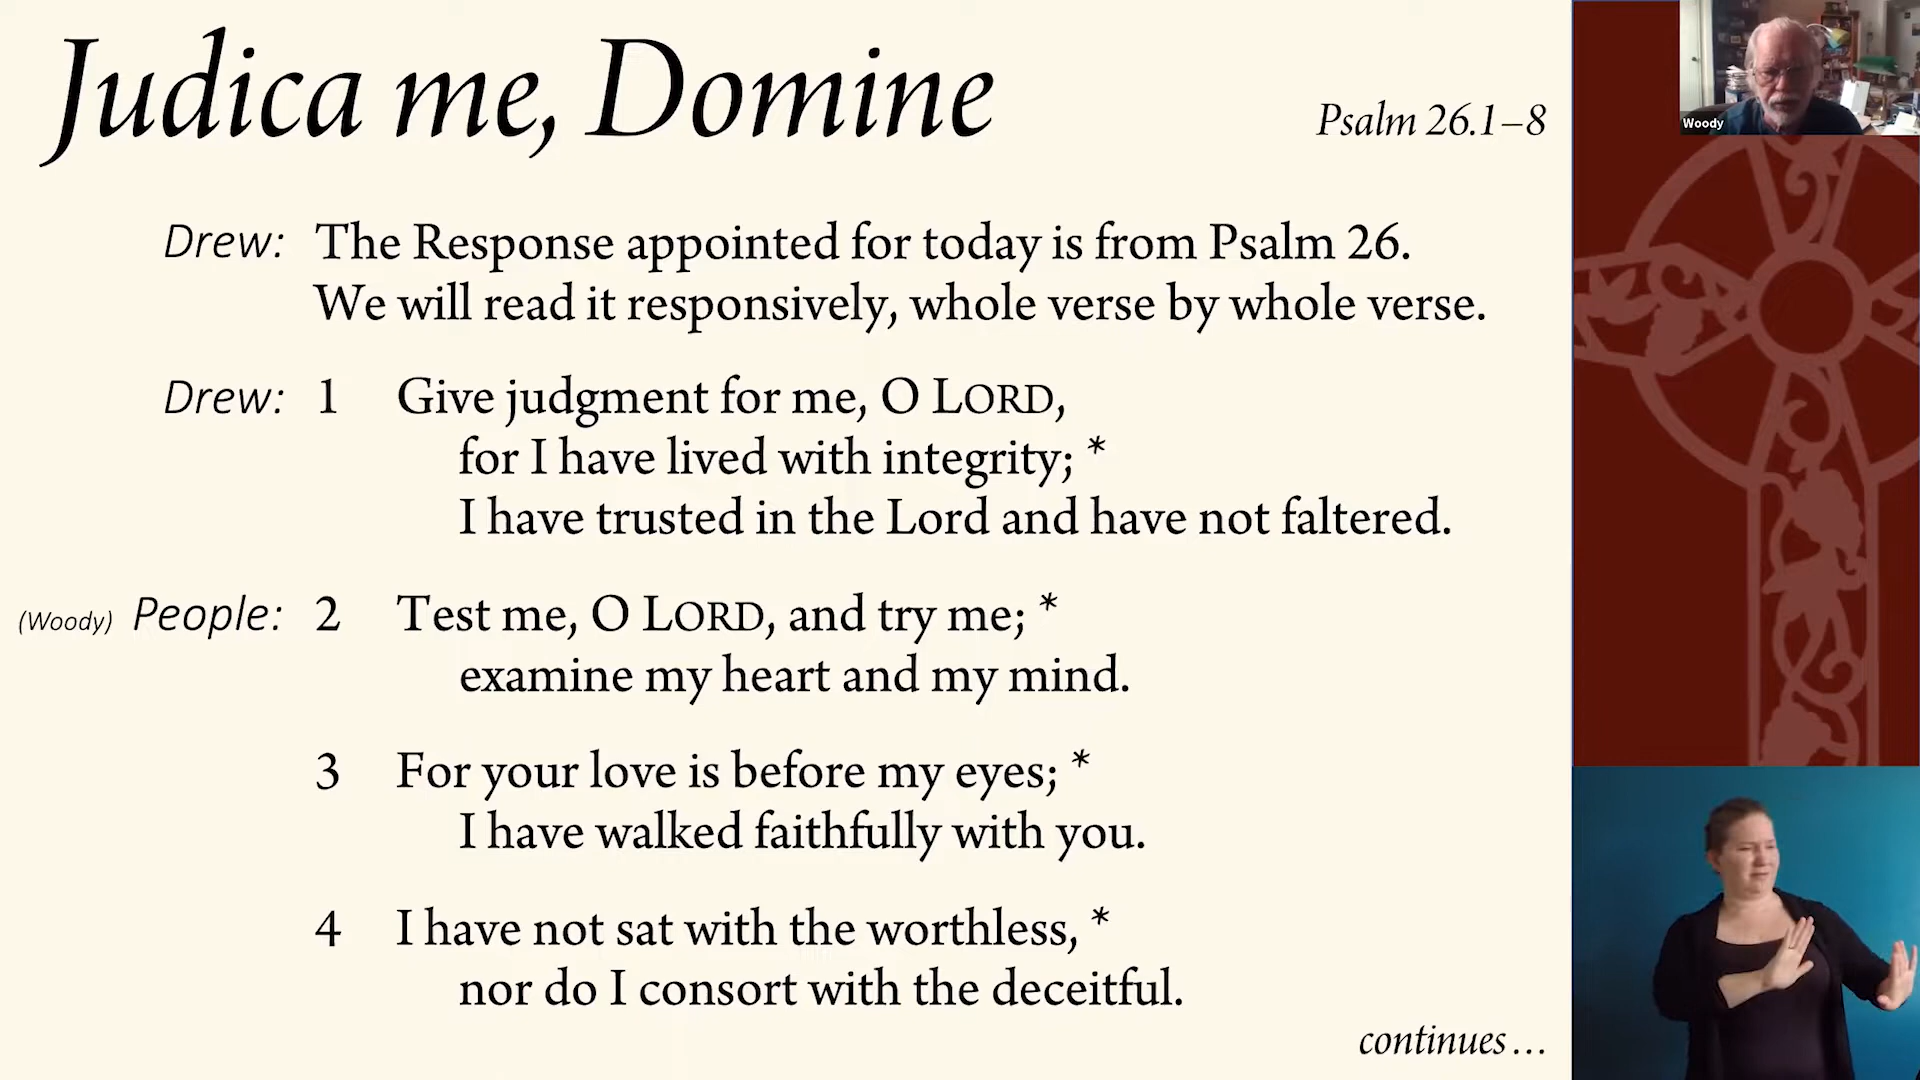 Judica me, Domine
Psalm 26.1–8
Woody
Drew: The Response appointed for today is from Psalm 26.
We will read it responsively, whole verse by whole verse.
Drew: 1 Give judgment for me, O LORD,
for I have lived with integrity; *
I have trusted in the Lord and have not faltered.
(Woody) People: 2 Test me, O LORD, and try me; *
examine my heart and my mind.
3 For your love is before my eyes; *
I have walked faithfully with you.
4 I have not sat with the worthless, *
nor do I consort with the deceitful.
continues …